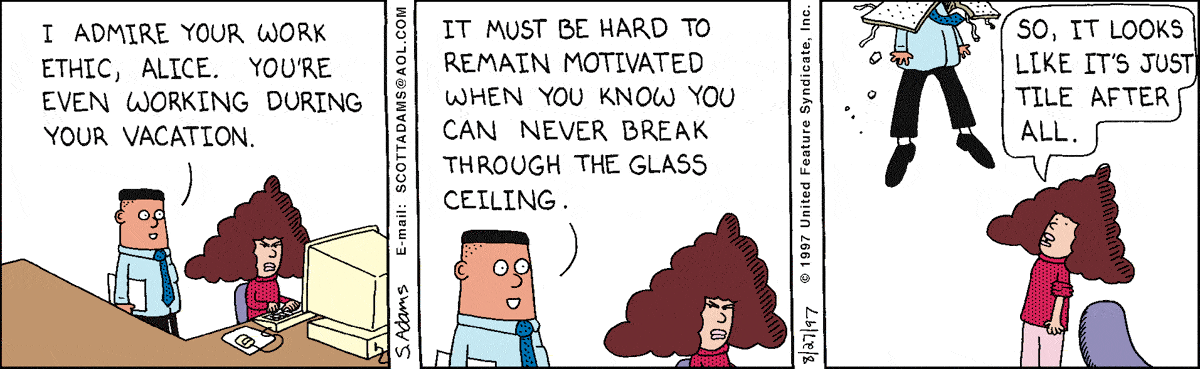 I ADMIRE YOUR WORK
ETHIC, ALICE. YOU'RE
EVEN WORKING DURING
YOUR VACATION.
S.Adams
E-mail: SCOTTADAMS@AOL.COM
IT MUST BE HARD TO
REMAIN MOTIVATED
WHEN YOU KNOW YOU
CAN NEVER BREAK
THROUGH THE GLASS
CEILING.
8/27/97
© 1997 United Feature Syndicate, Inc.
SO, IT LOOKS
LIKE IT'S JUST
TILE AFTER
ALL.